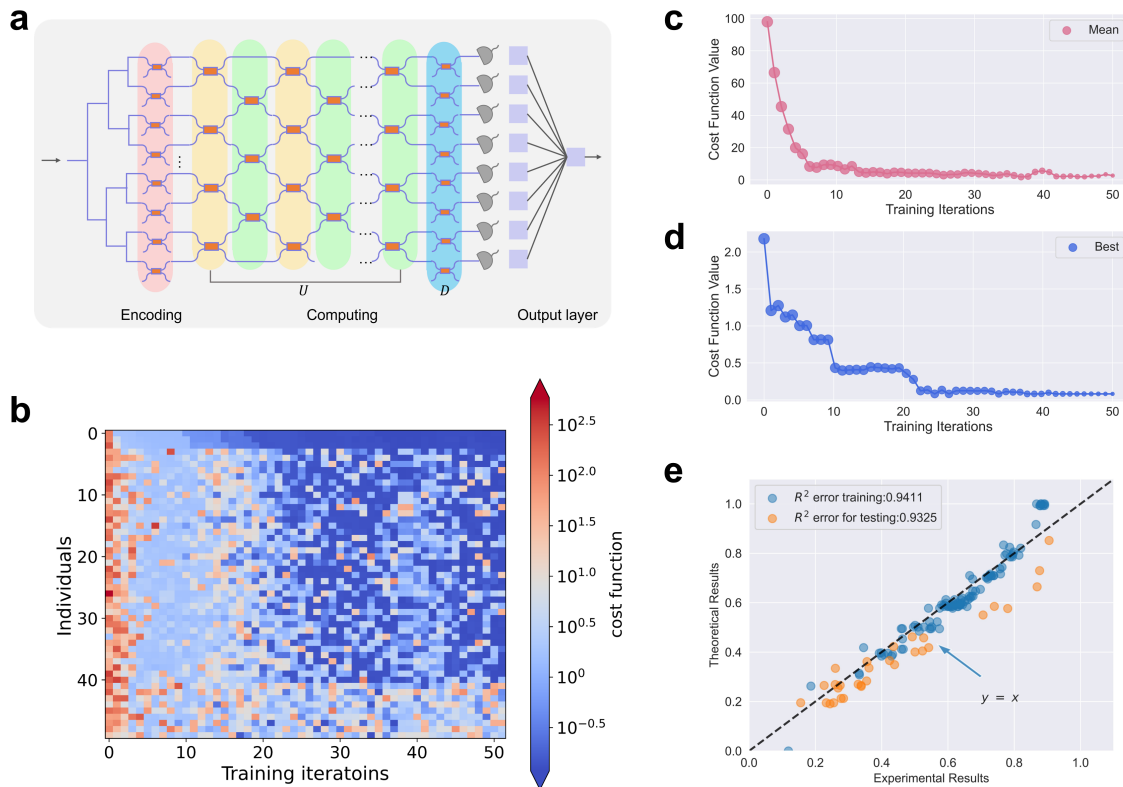 a
...
...
...
...
...
U
D
Encoding
Computing
Output layer
b
0
10
20
30
40
Individuals
0
10
20
30
40
50
Training iteratoins
10^2.5
10^2.0
10^1.5
10^1.0
10^0.5
10^0
10^−0.5
cost function
c
100
80
60
40
20
0
Cost Function Value
Mean
0
10
20
30
40
50
Training Iterations
d
2.0
1.5
1.0
0.5
0.0
Cost Function Value
Best
0
10
20
30
40
50
Training Iterations
e
1.0
0.8
0.6
0.4
0.2
0.0
Theoretical Results
R² error training:0.9411
R² error for testing:0.9325
y = x
0.0
0.2
0.4
0.6
0.8
1.0
Experimental Results